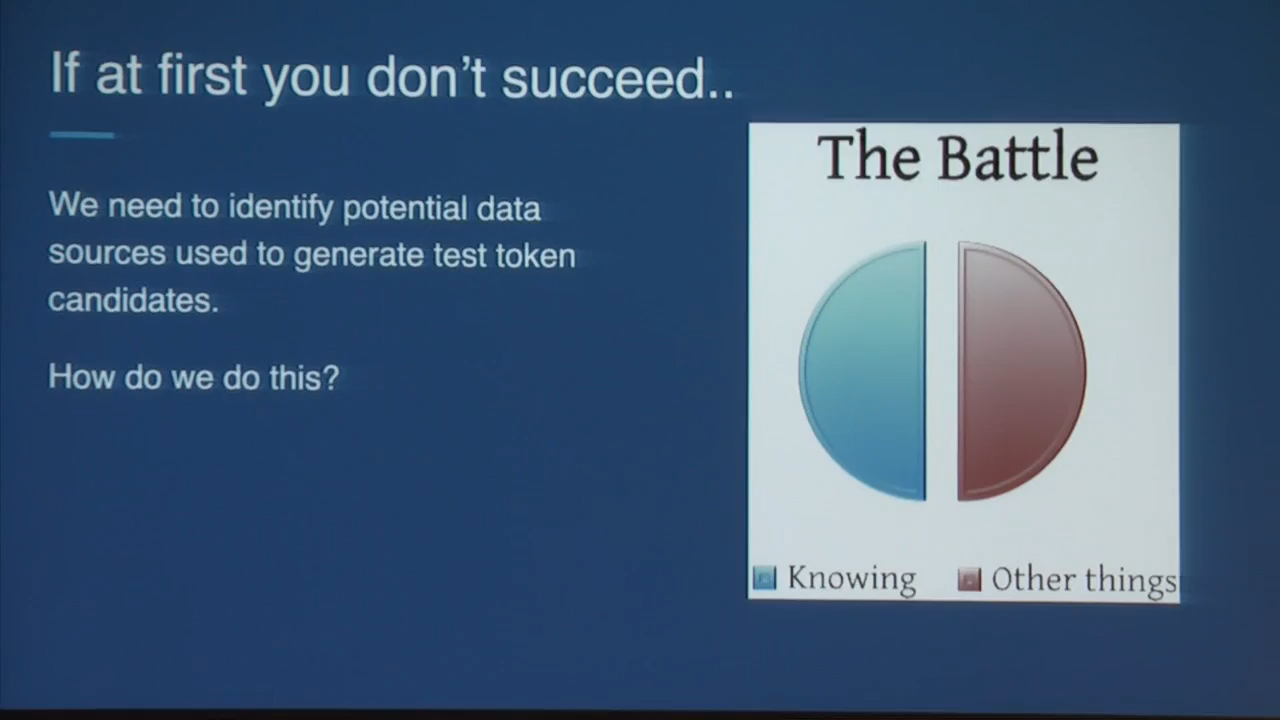 If at first you don't succeed..
We need to identify potential data
sources used to generate test token
candidates.
How do we do this?
The Battle
Knowing
Other things